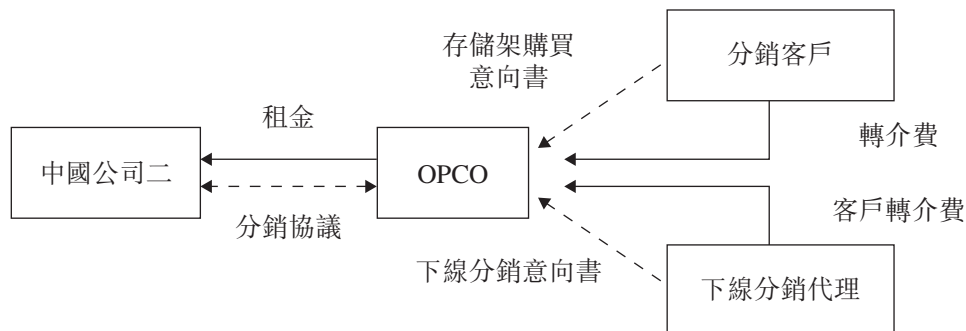 存儲架購買
意向書
分銷客戶
租金
轉介費
中國公司二
OPCO
分銷協議
客戶轉介費
下線分銷意向書
下線分銷代理